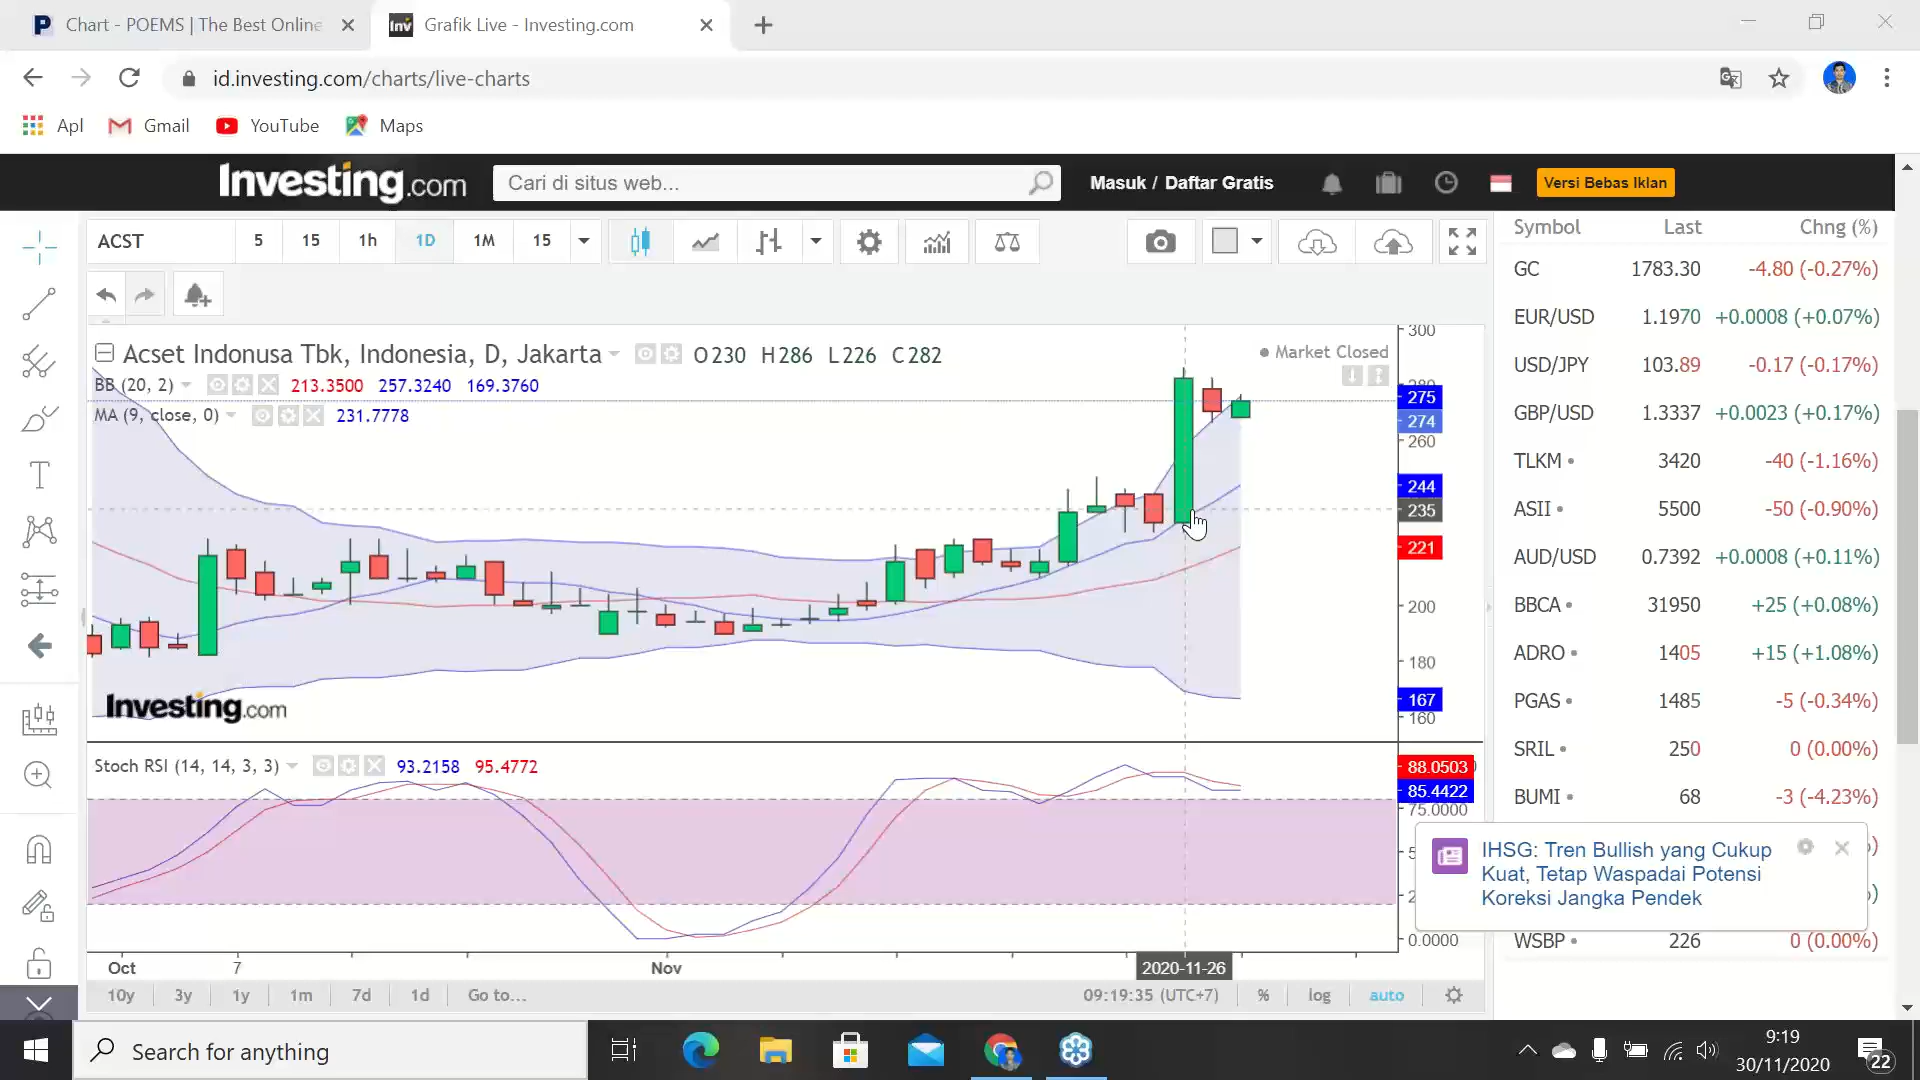 Chart - POEMS | The Best Online
Grafik Live - Investing.com
id.investing.com/charts/live-charts
Apl Gmail YouTube Maps
Investing.com Cari di situs web... Masuk / Daftar Gratis Versi Bebas Iklan
ACST 5 15 1h 1D 1M 15
Acset Indonusa Tbk, Indonesia, D, Jakarta O230 H286 L226 C282
Market Closed
BB (20, 2) 213.3500 257.3240 169.3760
MA (9, close, 0) 231.7778
300
275
274
260
244
235
221
200
180
167
160
Investing.com
Stoch RSI (14, 14, 3, 3) 93.2158 95.4772
88.0503
85.4422
75.0000
0.0000
Oct 7 Nov 2020-11-26
10y 3y 1y 1m 7d 1d Go to... 09:19:35 (UTC+7) % log auto
Symbol Last Chng (%)
GC 1783.30 -4.80 (-0.27%)
EUR/USD 1.1970 +0.0008 (+0.07%)
USD/JPY 103.89 -0.17 (-0.17%)
GBP/USD 1.3337 +0.0023 (+0.17%)
TLKM 3420 -40 (-1.16%)
ASII 5500 -50 (-0.90%)
AUD/USD 0.7392 +0.0008 (+0.11%)
BBCA 31950 +25 (+0.08%)
ADRO 1405 +15 (+1.08%)
PGAS 1485 -5 (-0.34%)
SRIL 250 0 (0.00%)
BUMI 68 -3 (-4.23%)
IHSG: Tren Bullish yang Cukup
Kuat, Tetap Waspadai Potensi
Koreksi Jangka Pendek
WSBP 226 0 (0.00%)
Search for anything
9:19
30/11/2020
22